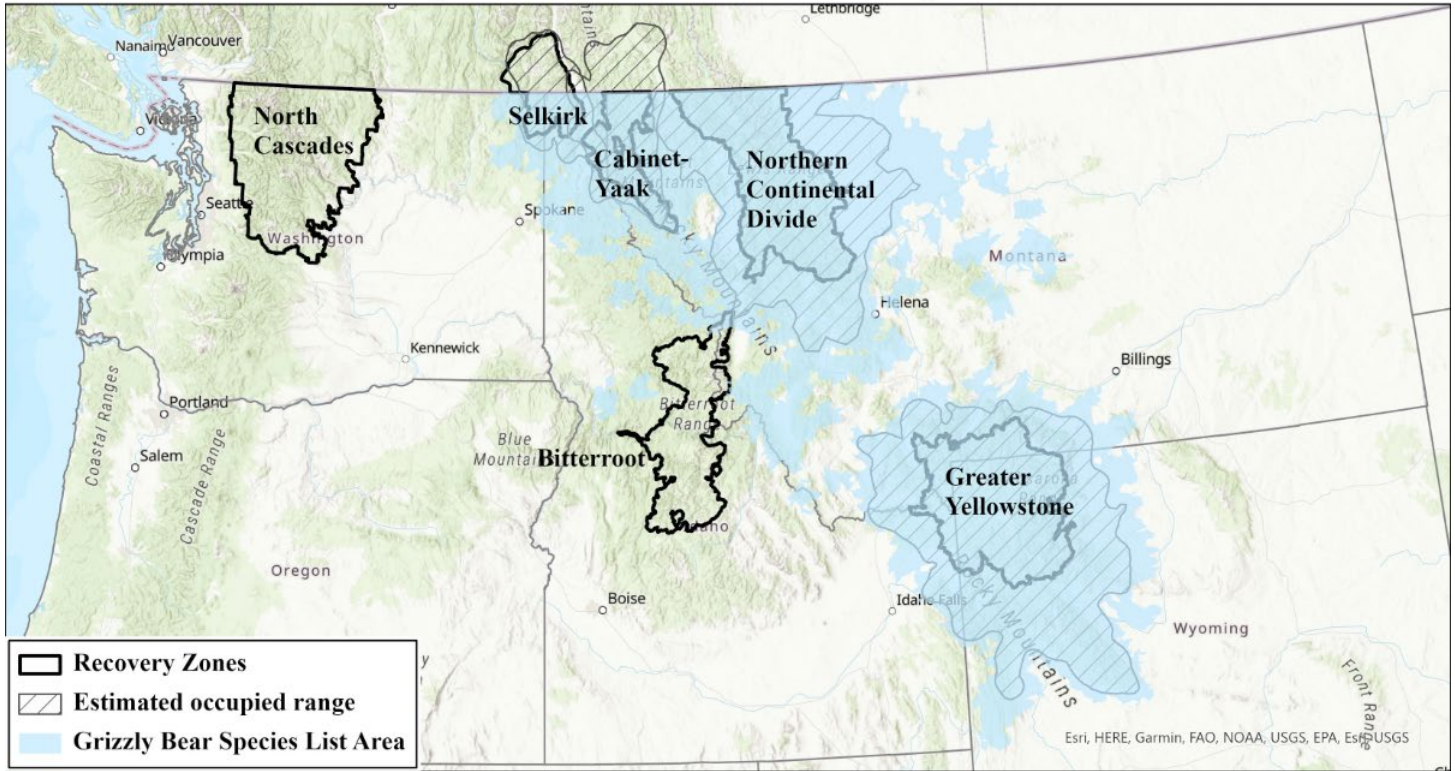 Lethbridge
Nanaimo
Vancouver
Victoria
North
Cascades
Selkirk
Cabinet-
Yaak
Northern
Continental
Divide
Seattle
Spokane
Washington
Olympia
Montana
Helena
Kennewick
Billings
Portland
Salem
Coastal Ranges
Cascade Range
Blue
Bitterroot
Range
Bitterroot
Greater
Yellowstone
Oregon
Boise
Idaho Falls
Rocky Mountains
Wyoming
Front Range
Recovery Zones
Estimated occupied range
Grizzly Bear Species List Area
Esri, HERE, Garmin, FAO, NOAA, USGS, EPA, Esri, USGS